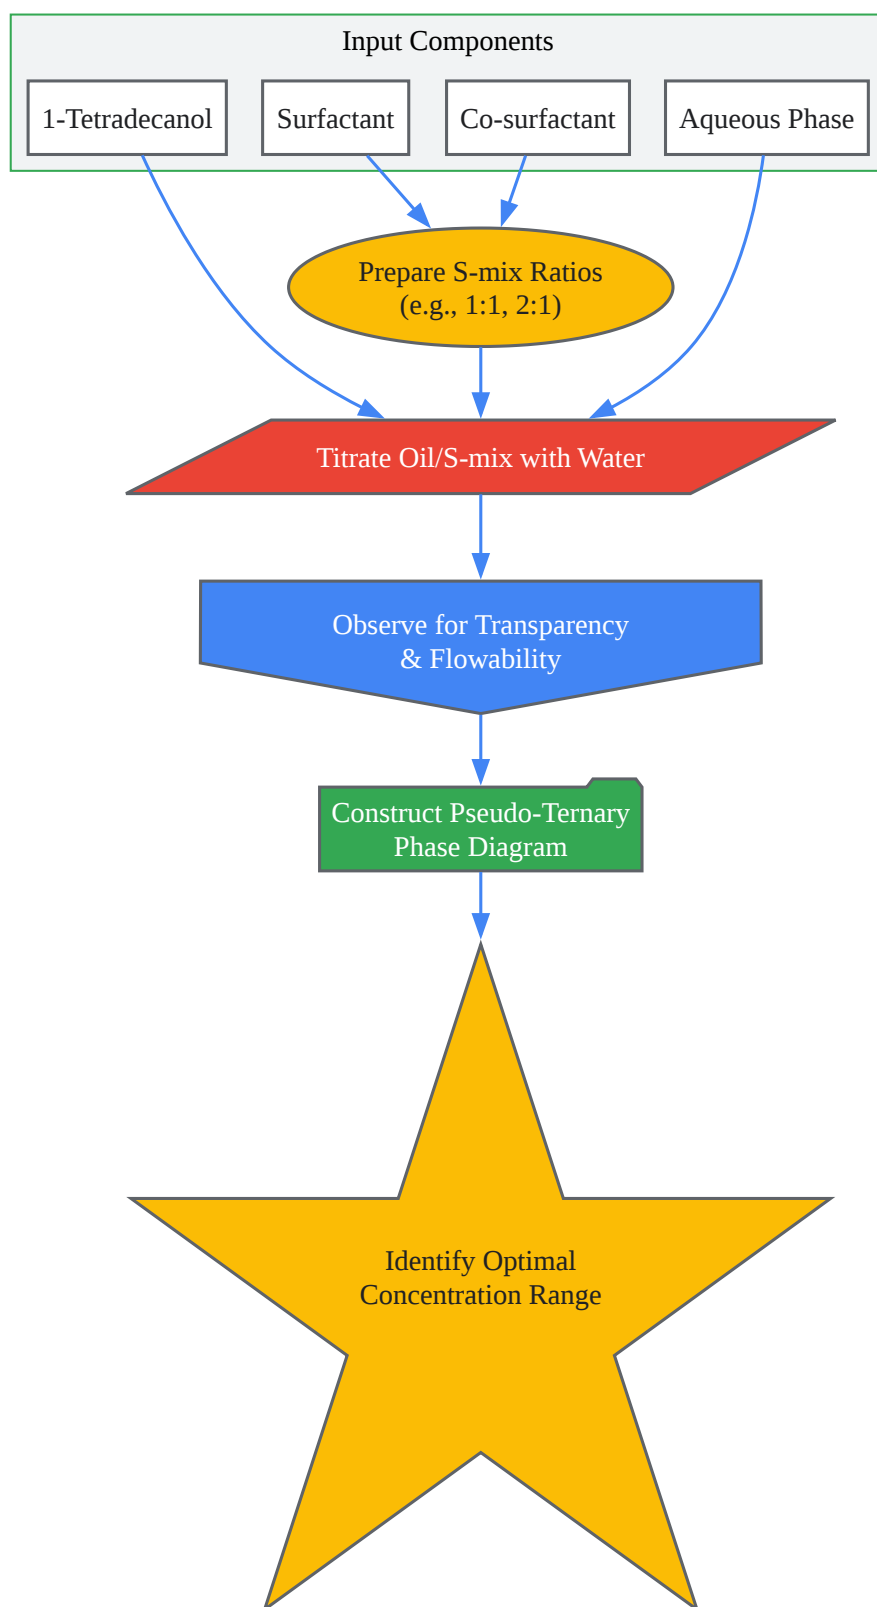 Input Components
1-Tetradecanol
Surfactant
Co-surfactant
Aqueous Phase
Prepare S-mix Ratios
(e.g., 1:1, 2:1)
Titrate Oil/S-mix with Water
Observe for Transparency
& Flowability
Construct Pseudo-Ternary
Phase Diagram
Identify Optimal
Concentration Range